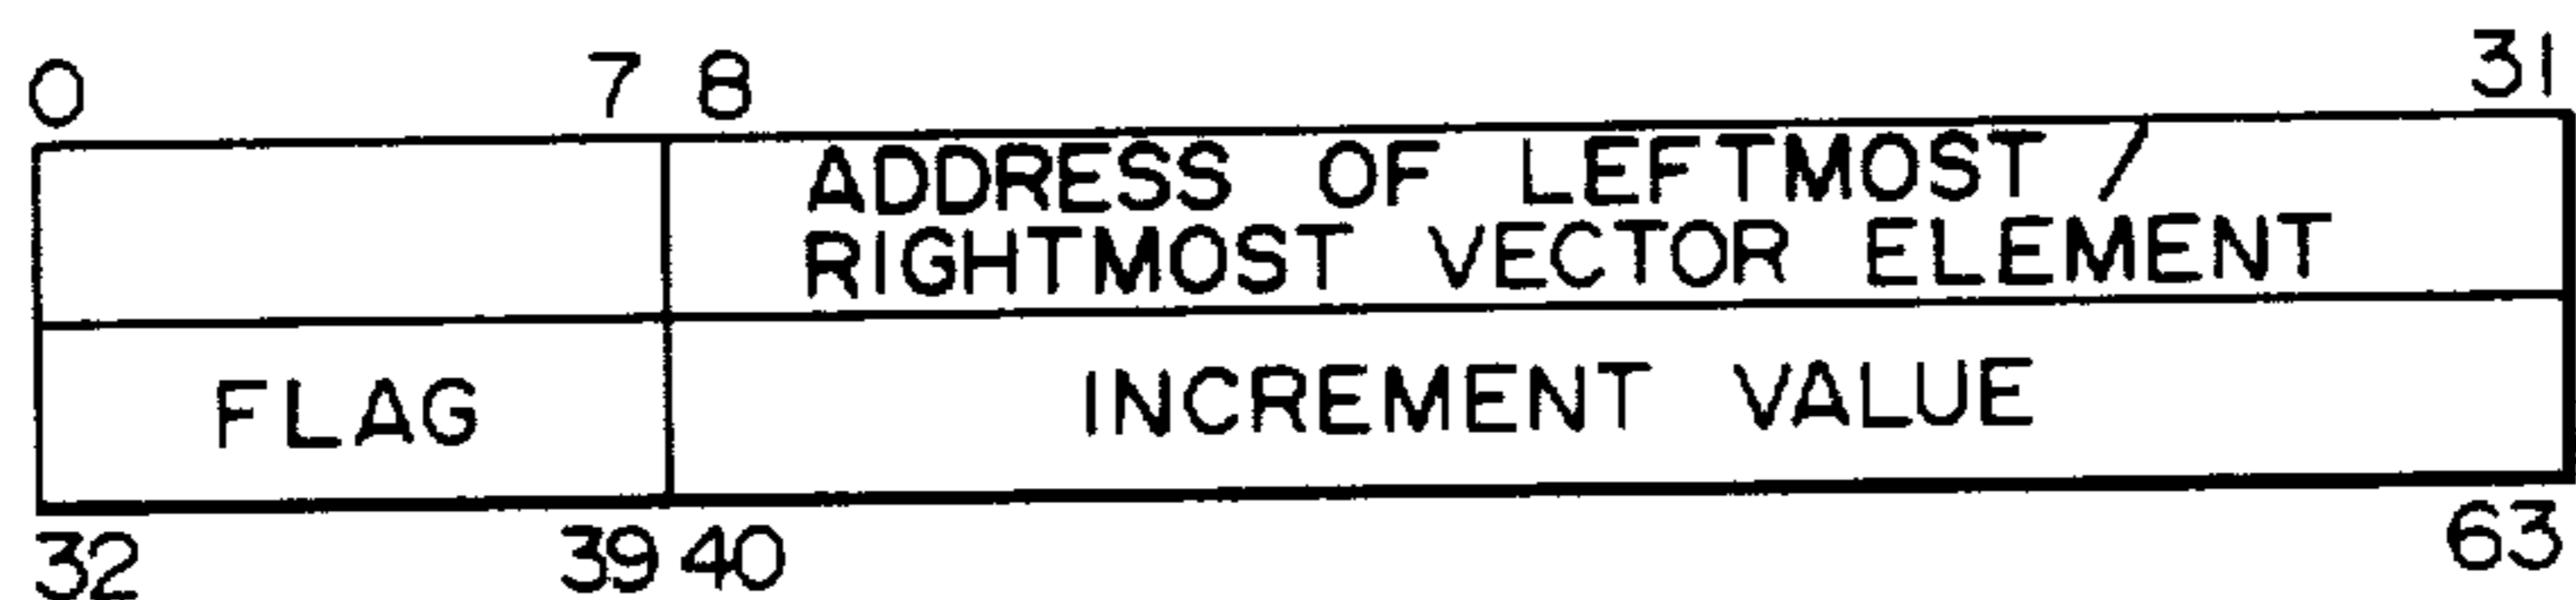 0 7 8 31
ADDRESS OF LEFTMOST /
RIGHTMOST VECTOR ELEMENT
FLAG INCREMENT VALUE
32 39 40 63